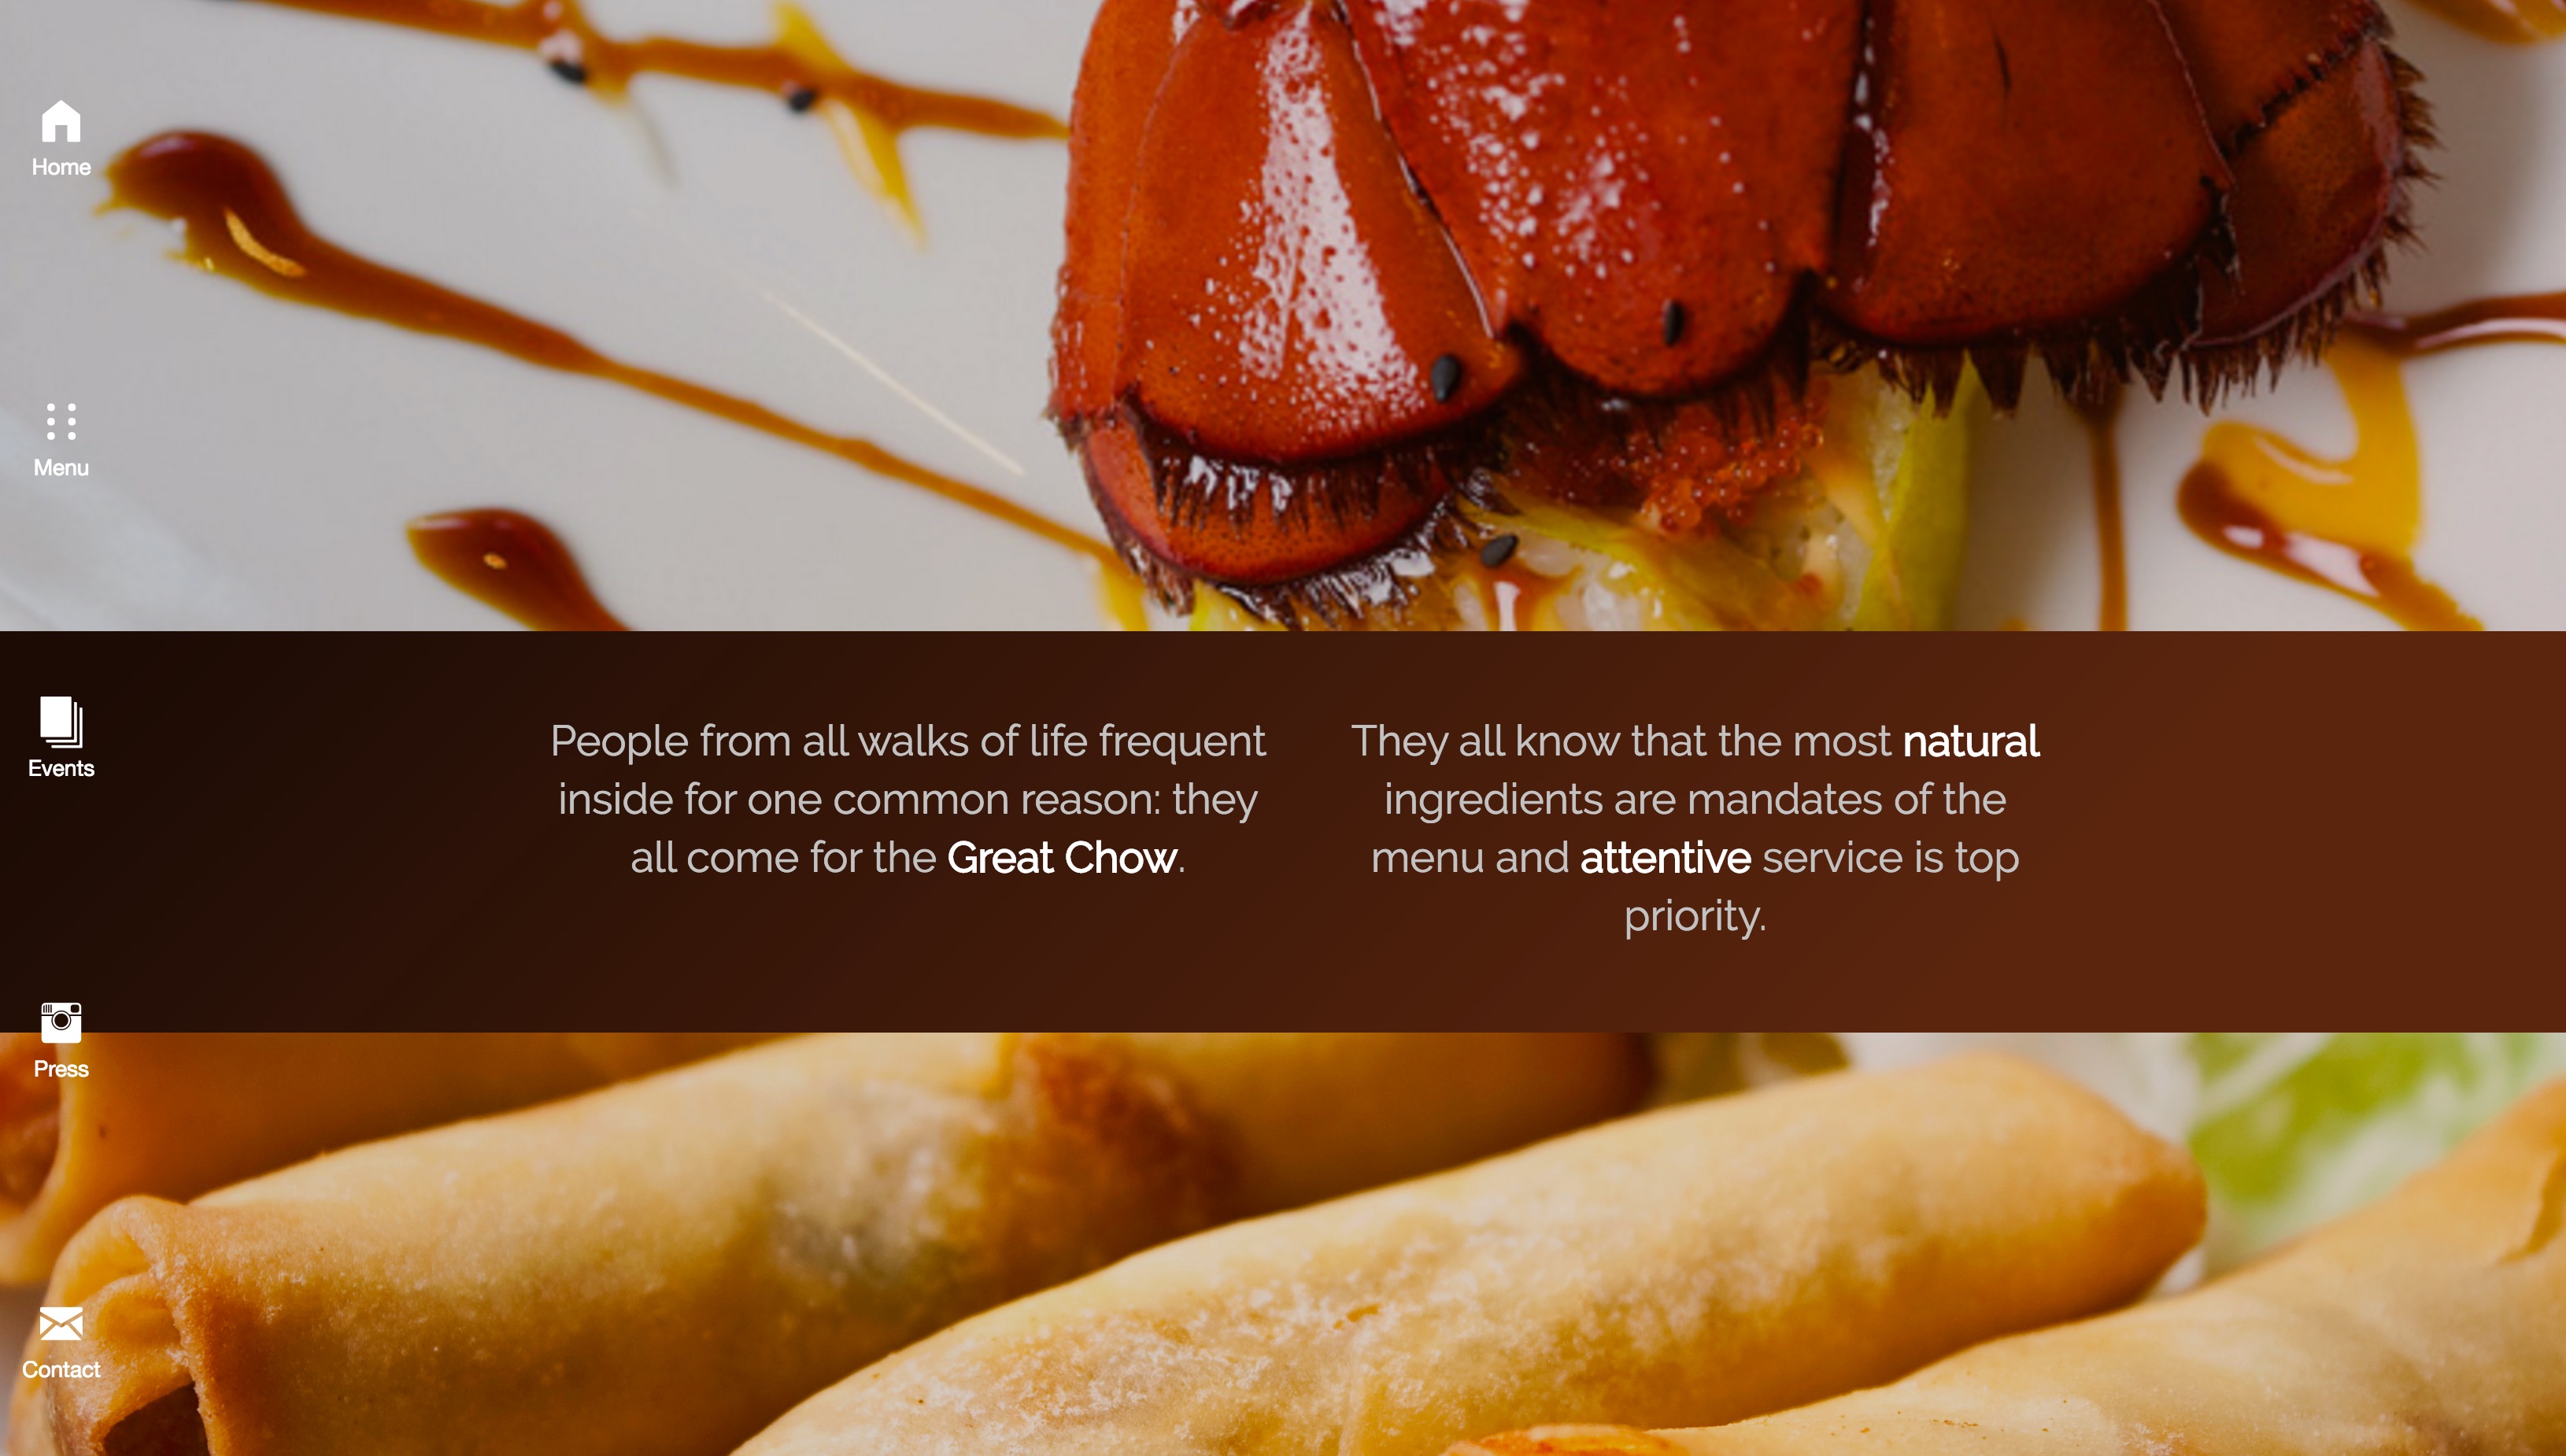 Home
Menu
Events
People from all walks of life frequent
inside for one common reason: they
all come for the Great Chow.
They all know that the most natural
ingredients are mandates of the
menu and attentive service is top
priority.
Press
Contact